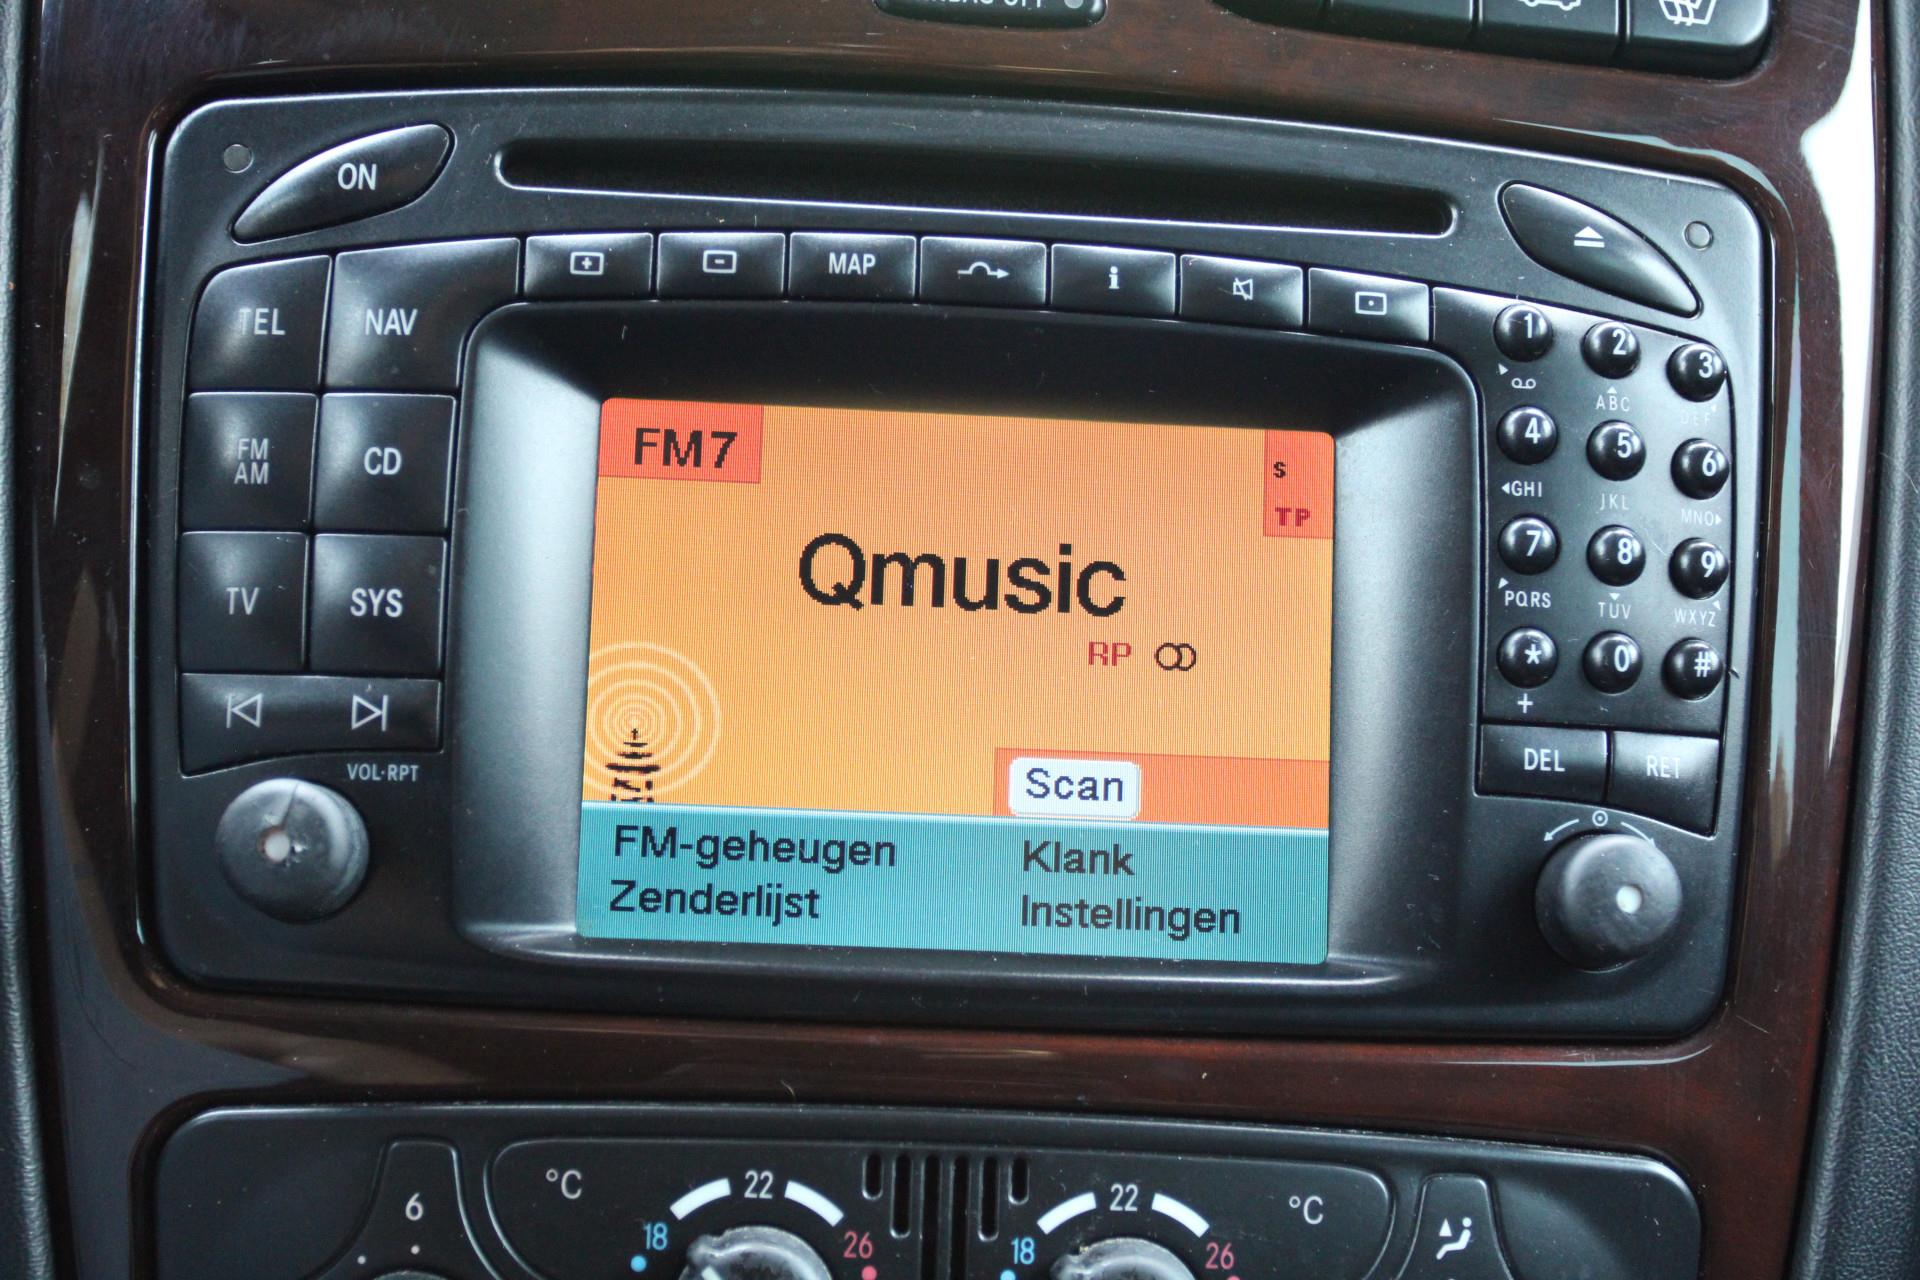 ON
TEL
NAV
MAP
i
FM
AM
CD
TV
SYS
VOL·RPT
FM7
S
TP
Qmusic
RP
Scan
FM-geheugen
Klank
Zenderlijst
Instellingen
1
2
3
ABC
DEF
4
5
6
GHI
JKL
MNO
7
8
9
PQRS
TUV
WXYZ
*
0
#
+
DEL
RET
6
°C
18
22
26
18
22
26
°C